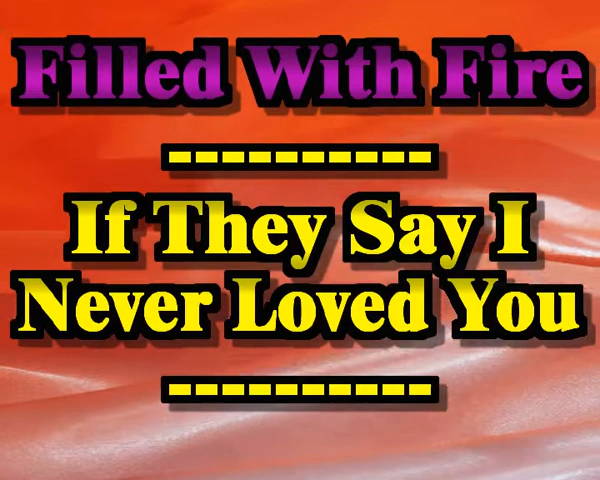 Filled With Fire
----------
If They Say I
Never Loved You
----------